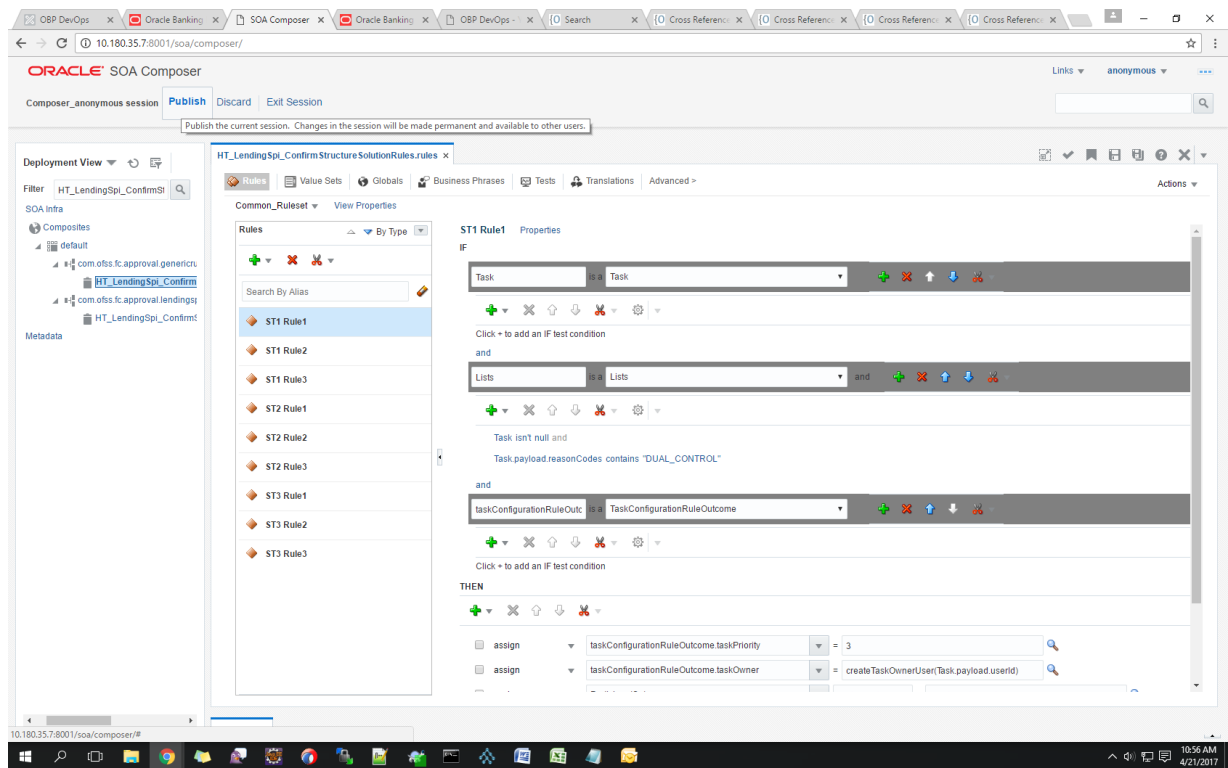 OBP DevOps
Oracle Banking
SOA Composer
Oracle Banking
OBP DevOps -
Search
Cross Reference
Cross Reference
Cross Reference
Cross Reference
10.180.35.7:8001/soa/composer/
ORACLE SOA Composer
Links
anonymous
Composer_anonymous session
Publish
Discard
Exit Session
Publish the current session. Changes in the session will be made permanent and available to other users.
Deployment View
Filter
HT_LendingSpi_ConfirmSt
SOA Infra
Composites
default
com.ofss.fc.approval.genericru
HT_LendingSpi_Confirm
com.ofss.fc.approval.lendingsp
HT_LendingSpi_ConfirmS
Metadata
HT_LendingSpi_ConfirmStructureSolutionRules.rules
Rules
Value Sets
Globals
Business Phrases
Tests
Translations
Advanced >
Actions
Common_Ruleset
View Properties
Rules
By Type
Search By Alias
ST1 Rule1
ST1 Rule2
ST1 Rule3
ST2 Rule1
ST2 Rule2
ST2 Rule3
ST3 Rule1
ST3 Rule2
ST3 Rule3
ST1 Rule1
Properties
IF
Task is a Task
Click + to add an IF test condition
and
Lists is a Lists and
Task isn't null and
Task.payload.reasonCodes contains "DUAL_CONTROL"
and
taskConfigurationRuleOutc is a TaskConfigurationRuleOutcome
Click + to add an IF test condition
THEN
assign taskConfigurationRuleOutcome.taskPriority = 3
assign taskConfigurationRuleOutcome.taskOwner = createTaskOwnerUser(Task.payload.userId)
10.180.35.7:8001/soa/composer/#
10:56 AM
4/21/2017